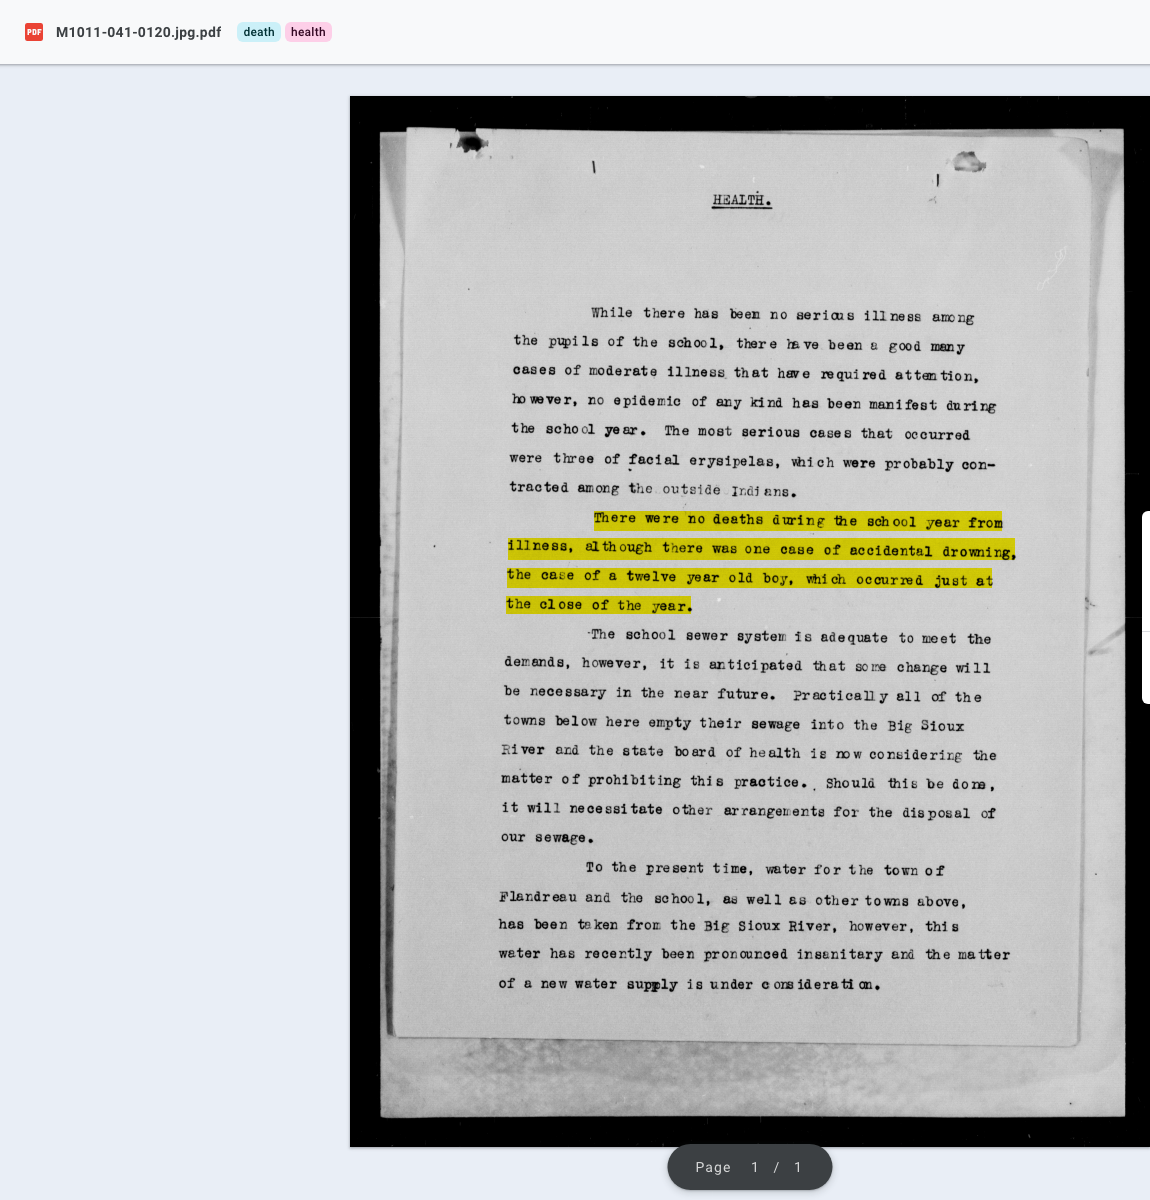 PDF M1011-041-0120.jpg.pdf death health
HEALTH.
While there has been no serious illness among
the pupils of the school, there have been a good many
cases of moderate illness that have required attention,
however, no epidemic of any kind has been manifest during
the school year. The most serious cases that occurred
were three of facial erysipelas, which were probably con-
tracted among the outside Indians.
There were no deaths during the school year from
illness, although there was one case of accidental drowning,
the case of a twelve year old boy, which occurred just at
the close of the year.
The school sewer system is adequate to meet the
demands, however, it is anticipated that some change will
be necessary in the near future. Practically all of the
towns below here empty their sewage into the Big Sioux
River and the state board of health is now considering the
matter of prohibiting this practice. Should this be done,
it will necessitate other arrangements for the disposal of
our sewage.
To the present time, water for the town of
Flandreau and the school, as well as other towns above,
has been taken from the Big Sioux River, however, this
water has recently been pronounced insanitary and the matter
of a new water supply is under consideration.
Page 1 / 1